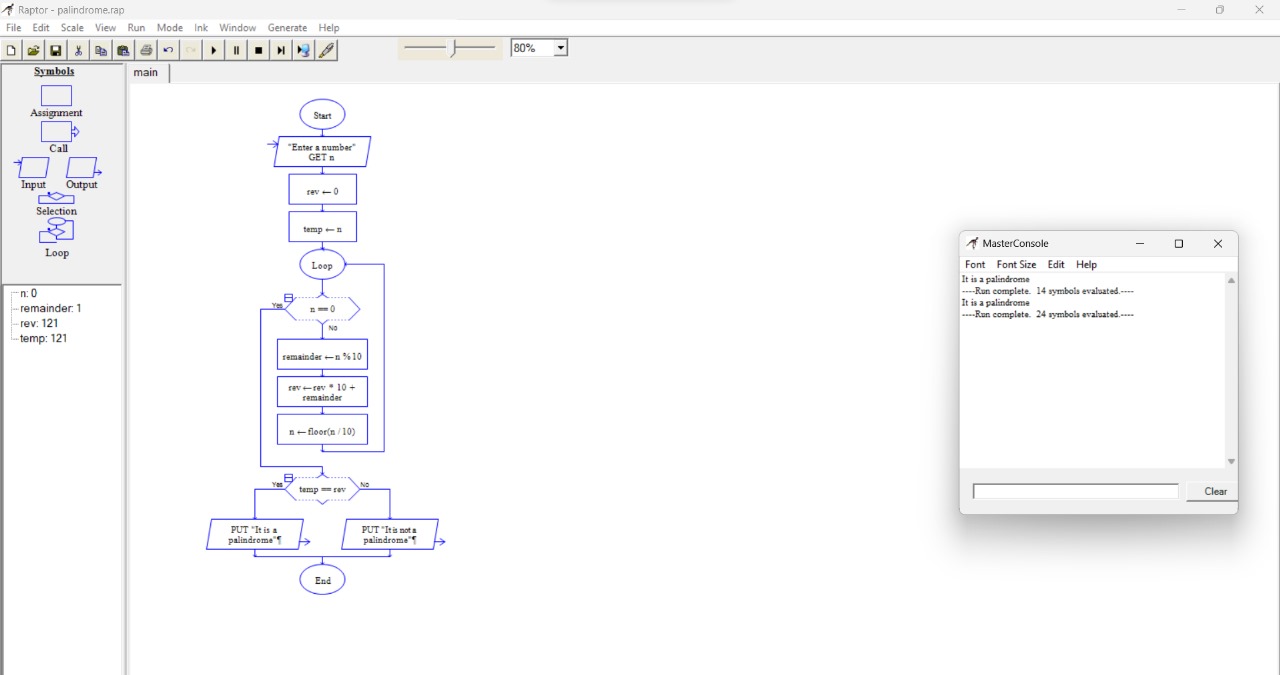 Raptor - palindrome.rap
File Edit Scale View Run Mode Ink Window Generate Help
80%
Symbols
Assignment
Call
Input Output
Selection
Loop
n: 0
remainder: 1
rev: 121
temp: 121
main
Start
"Enter a number"
GET n
rev ← 0
temp ← n
Loop
Yes
n == 0
No
remainder ← n % 10
rev ← rev * 10 +
remainder
n ← floor(n / 10)
Yes
temp == rev
No
PUT "It is a
palindrome"¶
PUT "It is not a
palindrome"¶
End
MasterConsole
Font Font Size Edit Help
It is a palindrome
----Run complete. 14 symbols evaluated.----
It is a palindrome
----Run complete. 24 symbols evaluated.----
Clear